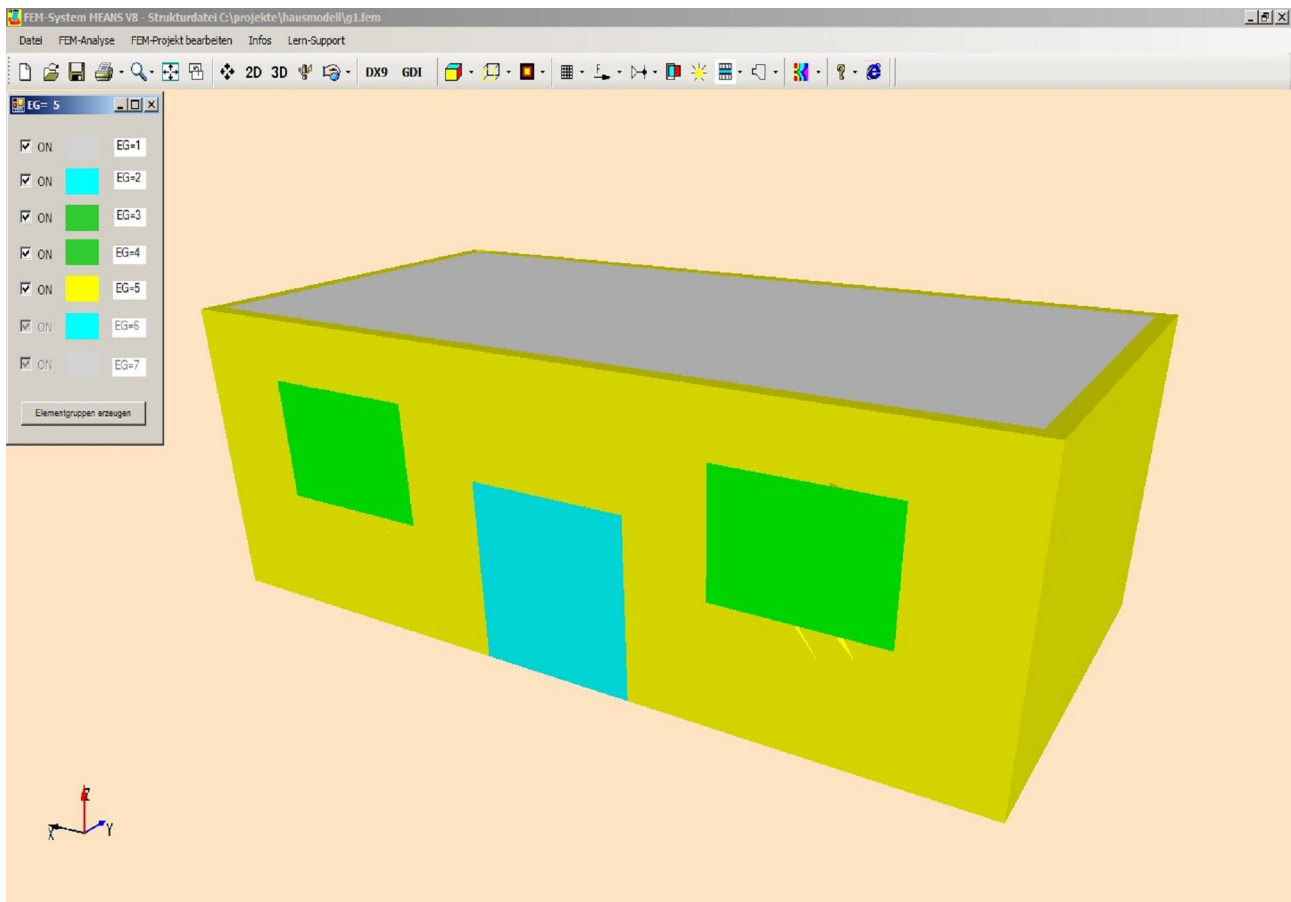 FEM-System MEANS V8 - Strukturdatei C:\projekte\hausmodell\g1.fem
Datei FEM-Analyse FEM-Projekt bearbeiten Infos Lern-Support
2D 3D DX9 GDI F
EG= 5
ON EG=1
ON EG=2
ON EG=3
ON EG=4
ON EG=5
ON EG=6
ON EG=7
Elementgruppen erzeugen
Z
X Y